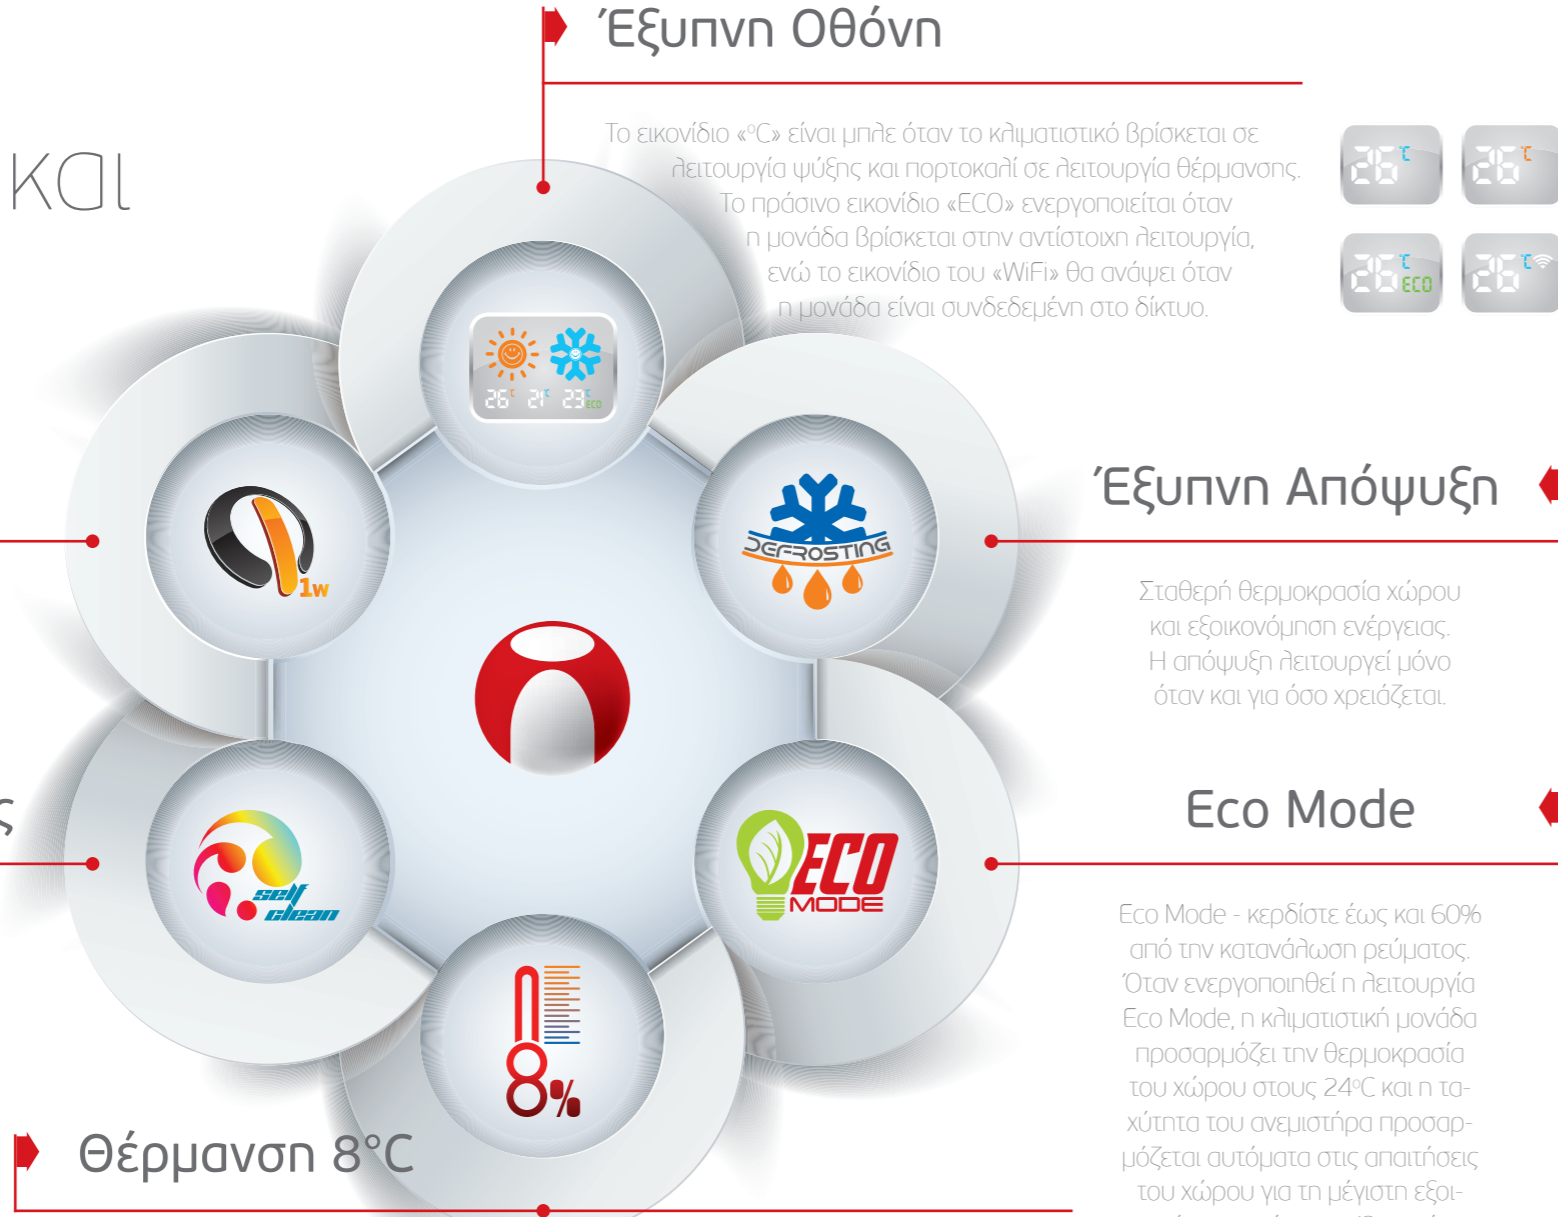 Έξυπνη Οθόνη
Το εικονίδιο «°C» είναι μπλε όταν το κλιματιστικό βρίσκεται σε
λειτουργία ψύξης και πορτοκαλί σε λειτουργία θέρμανσης.
Το πράσινο εικονίδιο «ECO» ενεργοποιείται όταν
η μονάδα βρίσκεται στην αντίστοιχη λειτουργία,
ενώ το εικονίδιο του «WiFi» θα ανάψει όταν
η μονάδα είναι συνδεδεμένη στο δίκτυο.
26°C
26°C
26°C ECO
26°C
και
26°C 21°C 23°C ECO
1w
DEFROSTING
Έξυπνη Απόψυξη
Σταθερή θερμοκρασία χώρου
και εξοικονόμηση ενέργειας.
Η απόψυξη λειτουργεί μόνο
όταν και για όσο χρειάζεται.
ς
self
clean
ECO
MODE
Eco Mode
Eco Mode - κερδίστε έως και 60%
από την κατανάλωση ρεύματος.
Όταν ενεργοποιηθεί η λειτουργία
Eco Mode, η κλιματιστική μονάδα
προσαρμόζει την θερμοκρασία
του χώρου στους 24°C και η τα-
χύτητα του ανεμιστήρα προσαρ-
μόζεται αυτόματα στις απαιτήσεις
του χώρου για τη μέγιστη εξοι-
8%
Θέρμανση 8°C